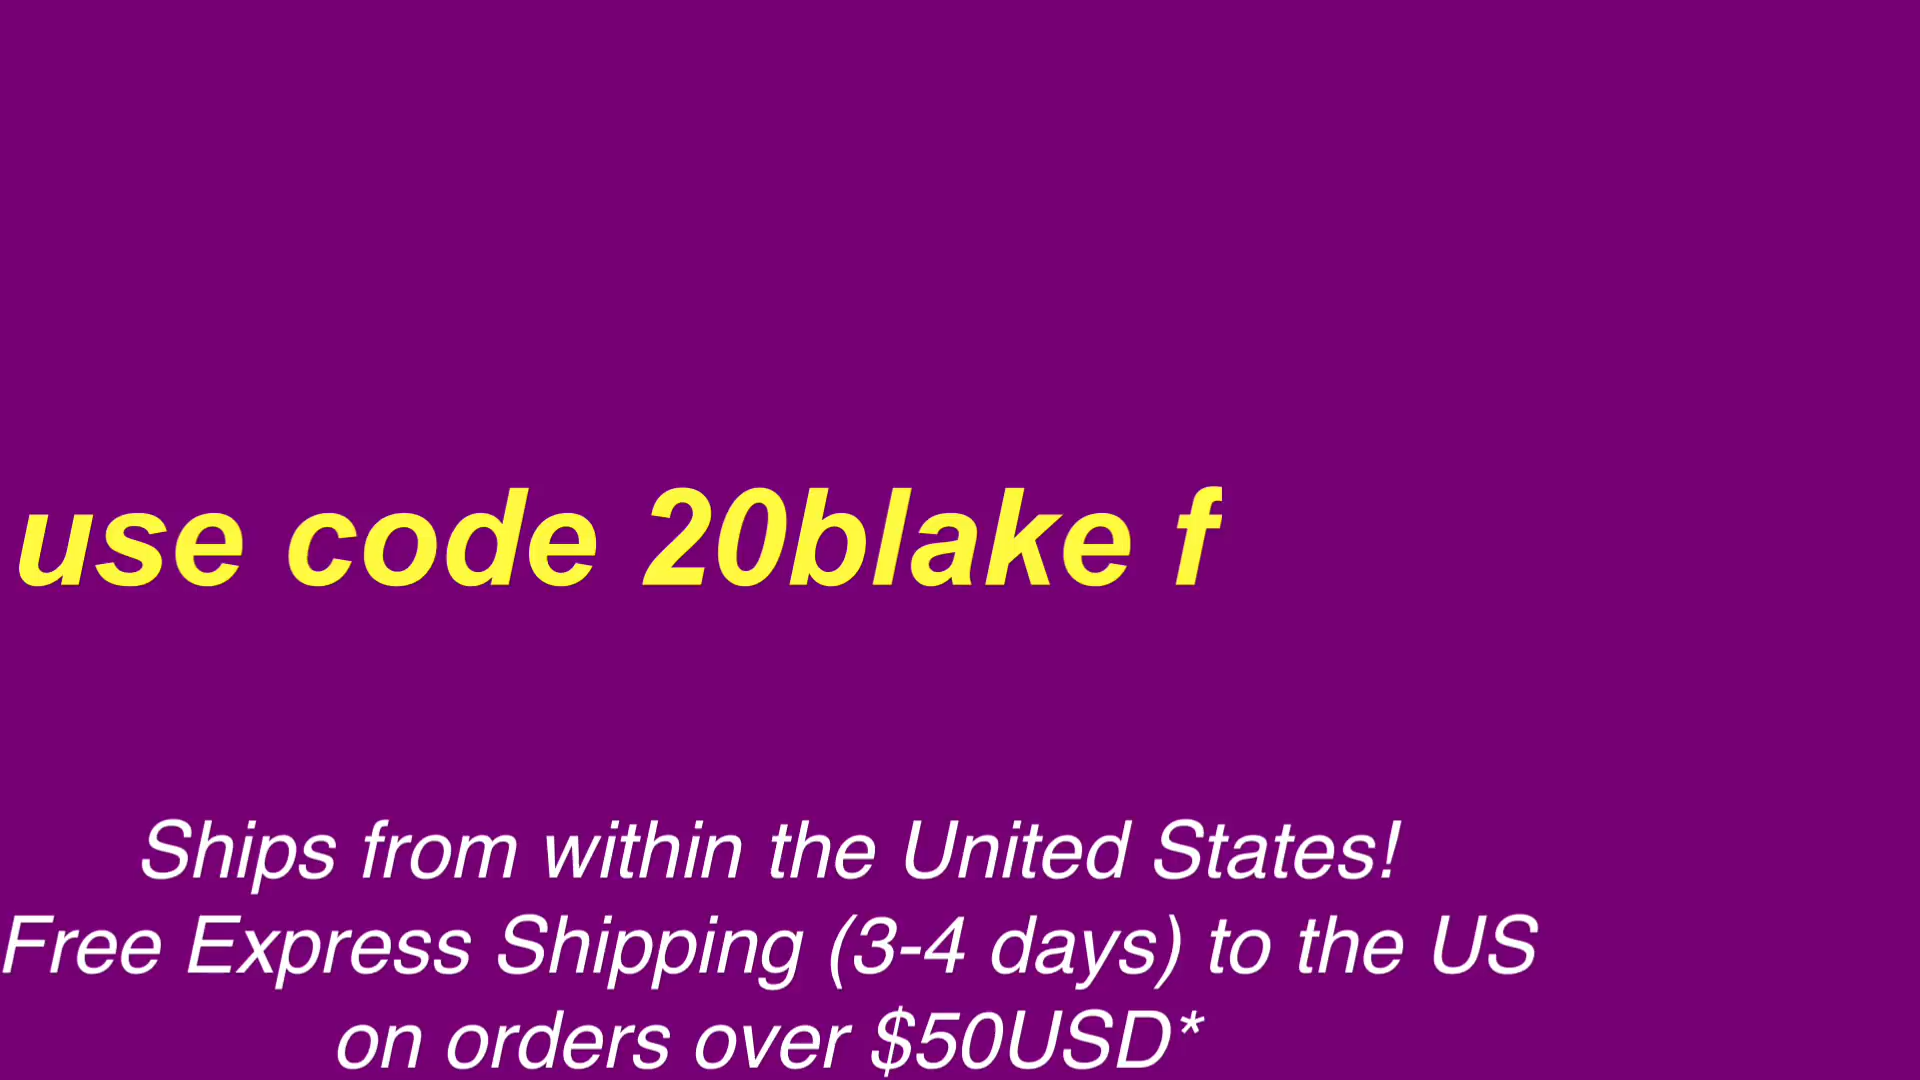 use code 20blake f
Ships from within the United States!
Free Express Shipping (3-4 days) to the US
on orders over $50USD*